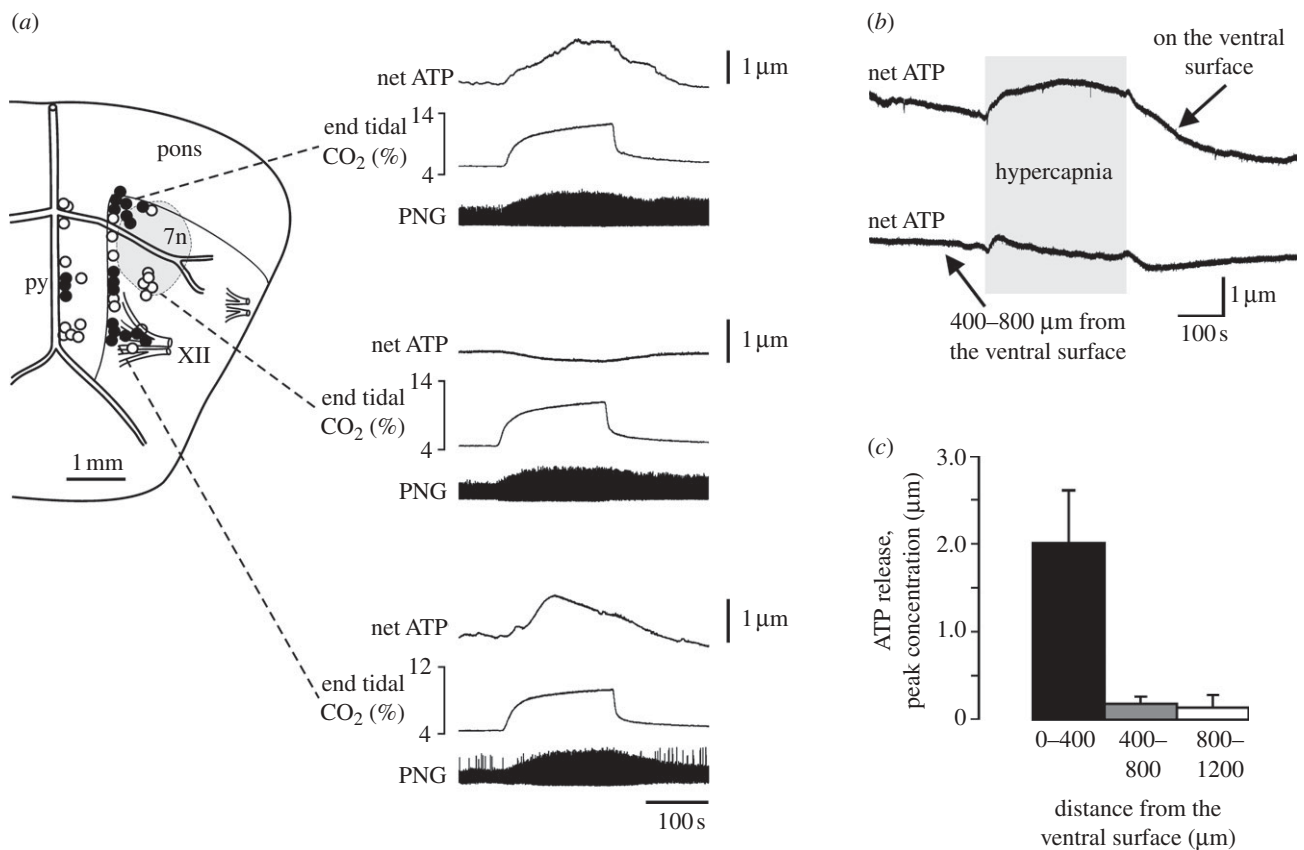 (a)
pons
7n
py
XII
1 mm
net ATP
1 µm
end tidal
CO2 (%)
14
4
PNG
net ATP
1 µm
end tidal
CO2 (%)
14
4
PNG
net ATP
1 µm
end tidal
CO2 (%)
12
4
PNG
100 s
(b)
on the ventral
surface
net ATP
hypercapnia
net ATP
400–800 µm from
the ventral surface
1 µm
100 s
(c)
ATP release,
peak concentration (µm)
3.0
2.0
1.0
0
0–400
400–
800
800–
1200
distance from the
ventral surface (µm)